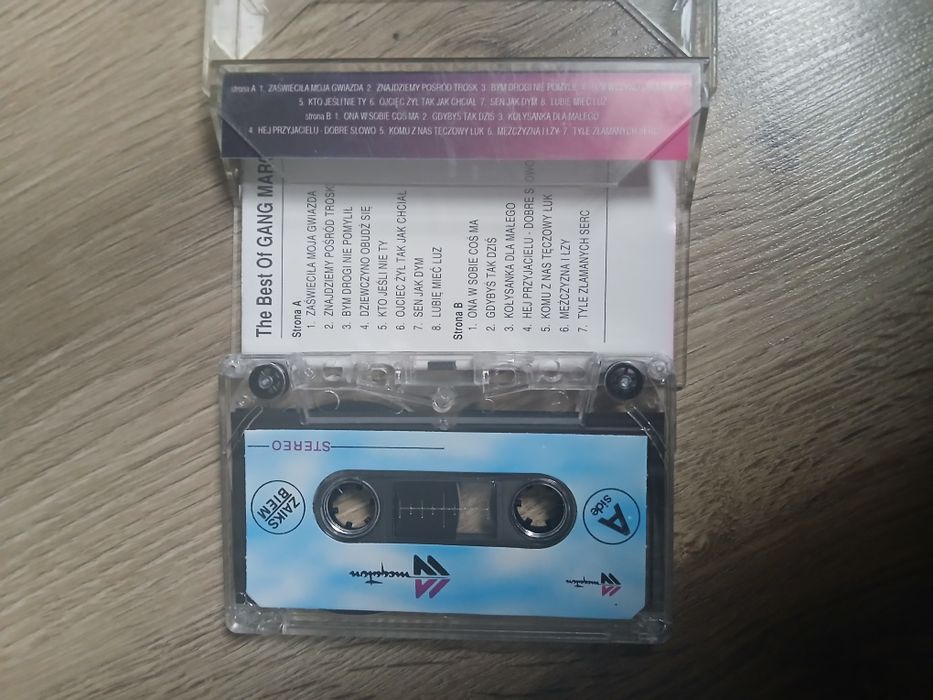 strona A 1. ZAŚWIECIŁA MOJA GWIAZDA 2. ZNAJDZIEMY POŚRÓD TROSK 3. BYM DROGI NIE POMYLIŁ 4.
5. KTO JEŚLI NIE TY 6. OJCIEC ŻYŁ TAK JAK CHCIAŁ 7. SEN JAK DYM 8. LUBIĘ MIEĆ LUZ
strona B 1. ONA W SOBIE COŚ MA 2. GDYBYŚ TAK DZIŚ 3. KOŁYSANKA DLA MAŁEGO
4. HEJ PRZYJACIELU - DOBRE SŁOWO 5. KOMU Z NAS TĘCZOWY ŁUK 6. MĘŻCZYZNA I ŁZY 7. TYLE ZŁAMANYCH SERC
The Best Of GANG MARC
Strona A
1. ZAŚWIECIŁA MOJA GWIAZDA
2. ZNAJDZIEMY POŚRÓD TROSK
3. BYM DROGI NIE POMYLIŁ
4. DZIEWCZYNO OBUDŹ SIĘ
5. KTO JEŚLI NIE TY
6. OJCIEC ŻYŁ TAK JAK CHCIAŁ
7. SEN JAK DYM
8. LUBIĘ MIEĆ LUZ
Strona B
1. ONA W SOBIE COŚ MA
2. GDYBYŚ TAK DZIŚ
3. KOŁYSANKA DLA MAŁEGO
4. HEJ PRZYJACIELU - DOBRE SŁOWO
5. KOMU Z NAS TĘCZOWY ŁUK
6. MĘŻCZYZNA I ŁZY
7. TYLE ZŁAMANYCH SERC
STEREO
ZAIKS
BIEM
A
side
megaton
megaton